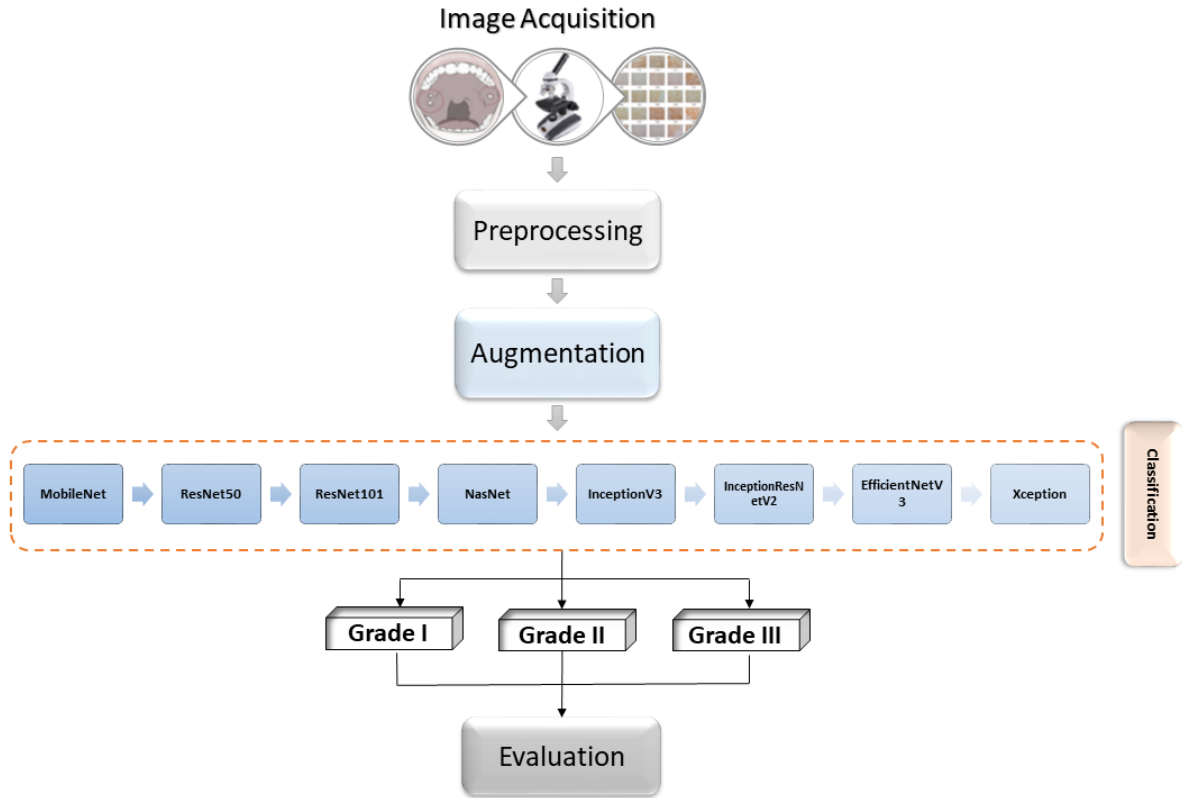 Image Acquisition
Preprocessing
Augmentation
MobileNet
ResNet50
ResNet101
NasNet
InceptionV3
InceptionResN
etV2
EfficientNetV
3
Xception
Classification
Grade I
Grade II
Grade III
Evaluation